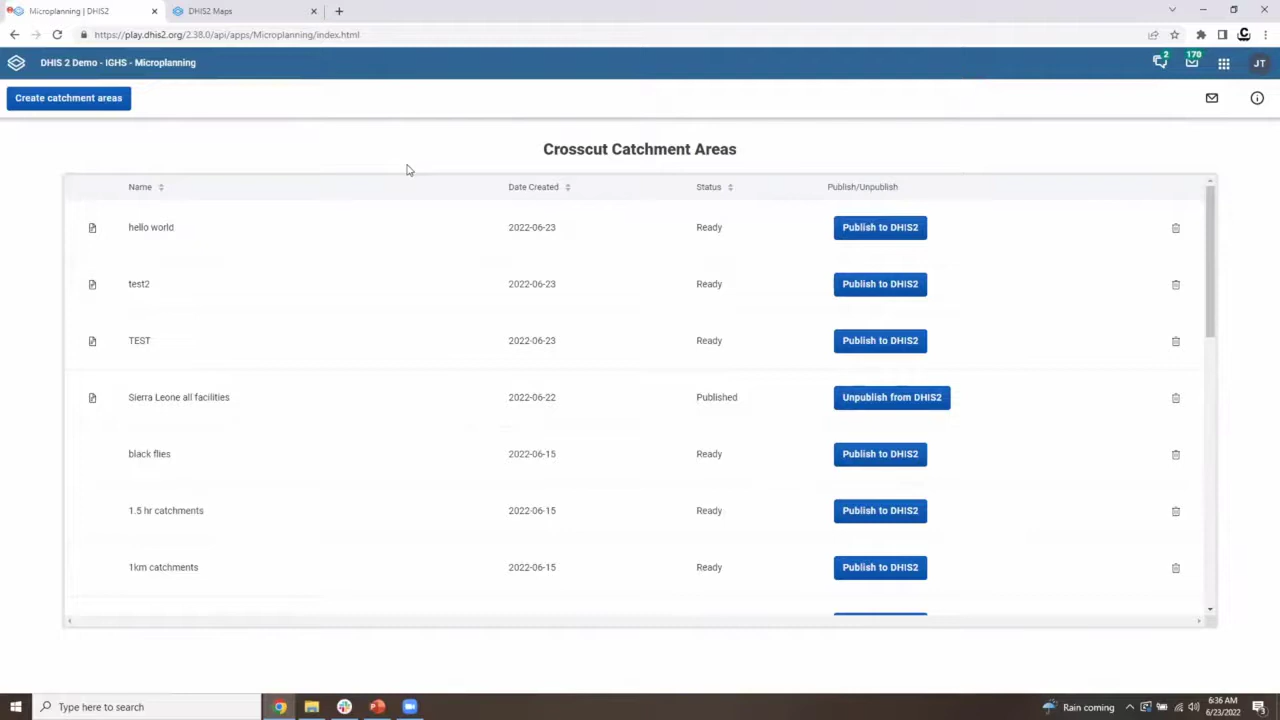 Microplanning | DHIS2
DHIS2 Maps
https://play.dhis2.org/2.38.0/api/apps/Microplanning/index.html
DHIS 2 Demo - IGHS - Microplanning
2
170
JT
Create catchment areas
Crosscut Catchment Areas
Name Date Created Status Publish/Unpublish
hello world 2022-06-23 Ready Publish to DHIS2
test2 2022-06-23 Ready Publish to DHIS2
TEST 2022-06-23 Ready Publish to DHIS2
Sierra Leone all facilities 2022-06-22 Published Unpublish from DHIS2
black flies 2022-06-15 Ready Publish to DHIS2
1.5 hr catchments 2022-06-15 Ready Publish to DHIS2
1km catchments 2022-06-15 Ready Publish to DHIS2
Type here to search
Rain coming
6:36 AM
6/23/2022
3